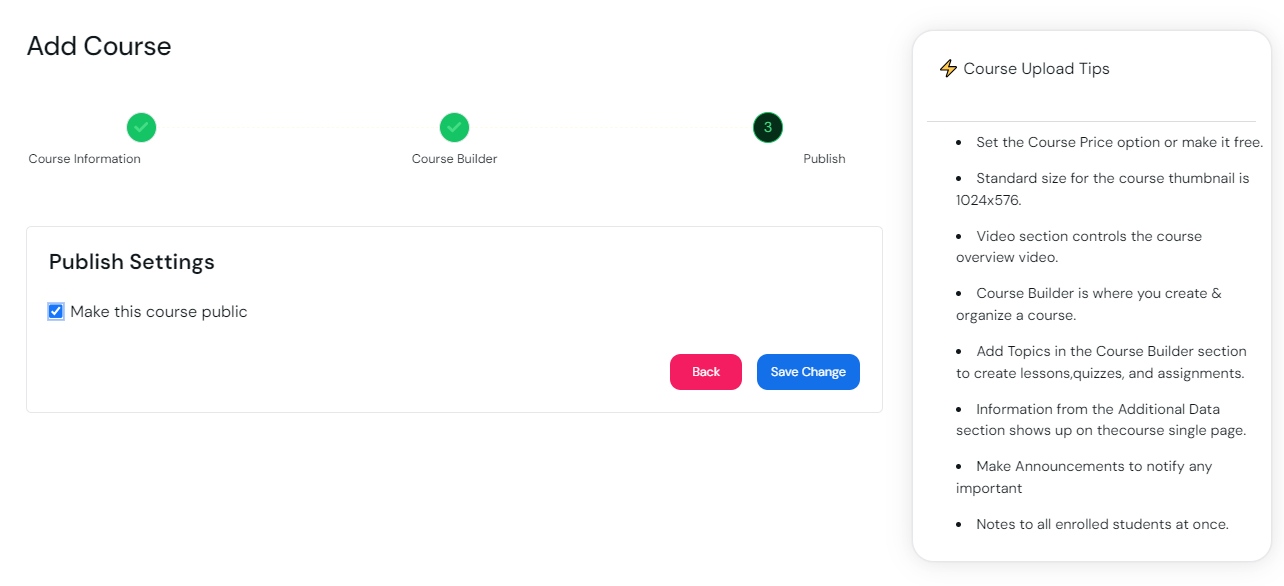 Add Course
3
Course Information
Course Builder
Publish
Publish Settings
Make this course public
Back
Save Change
Course Upload Tips
Set the Course Price option or make it free.
Standard size for the course thumbnail is
1024x576.
Video section controls the course
overview video.
Course Builder is where you create &
organize a course.
Add Topics in the Course Builder section
to create lessons,quizzes, and assignments.
Information from the Additional Data
section shows up on thecourse single page.
Make Announcements to notify any
important
Notes to all enrolled students at once.